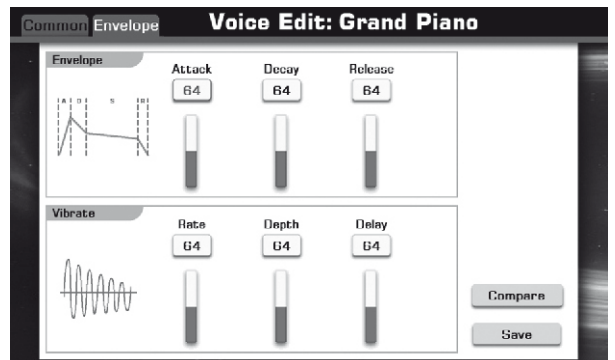 Common Envelope Voice Edit: Grand Piano
Envelope
Attack Decay Release
64 64 64
A D S R
Vibrate
Rate Depth Delay
64 64 64
Compare
Save